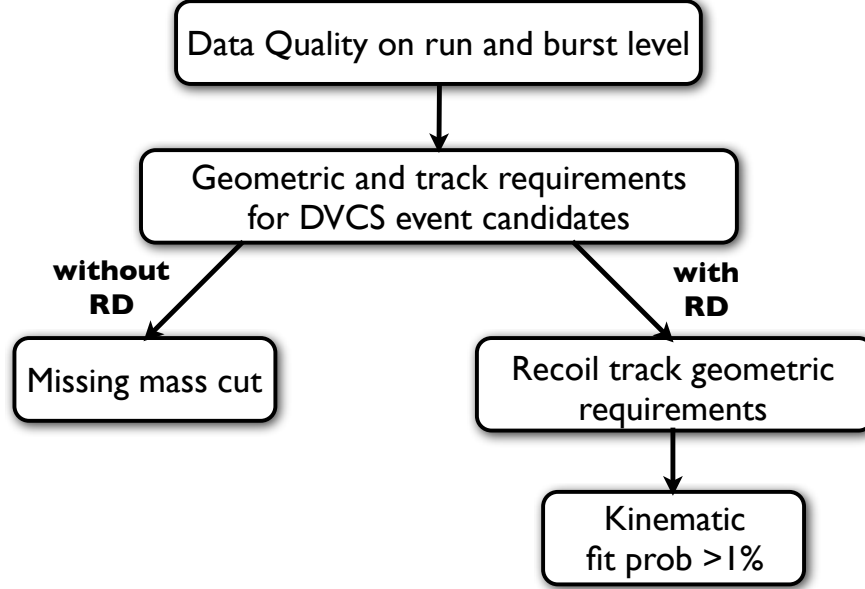 Data Quality on run and burst level
Geometric and track requirements
for DVCS event candidates
without
RD
with
RD
Missing mass cut
Recoil track geometric
requirements
Kinematic
fit prob >1%